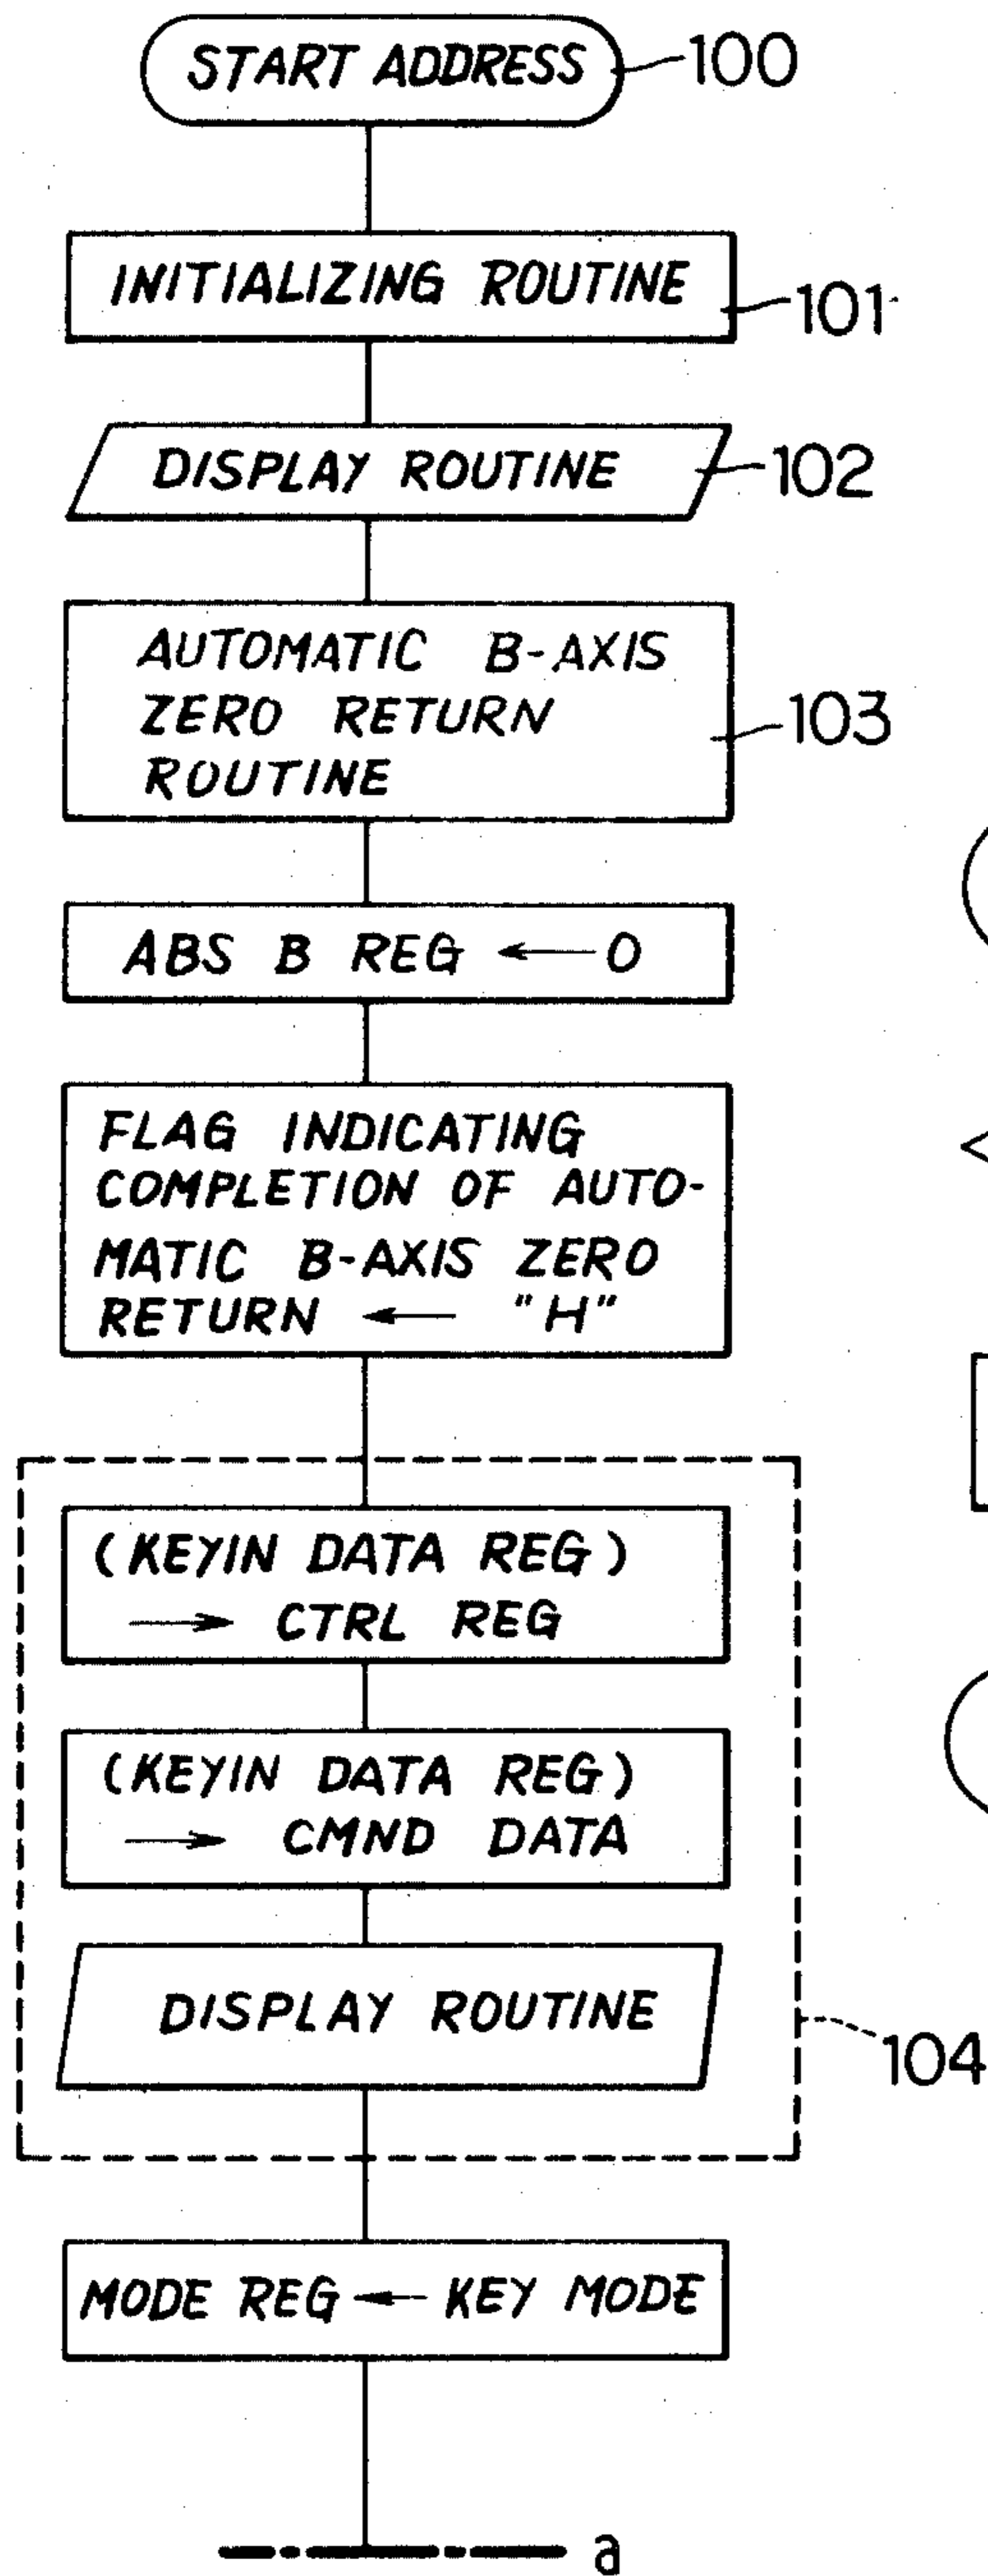 START ADDRESS
100
INITIALIZING ROUTINE
101
DISPLAY ROUTINE
102
AUTOMATIC B-AXIS
ZERO RETURN
ROUTINE
103
ABS B REG ← 0
FLAG INDICATING
COMPLETION OF AUTO-
MATIC B-AXIS ZERO
RETURN ← "H"
(KEYIN DATA REG)
→ CTRL REG
(KEYIN DATA REG)
→ CMND DATA
DISPLAY ROUTINE
104
MODE REG ← KEY MODE
a